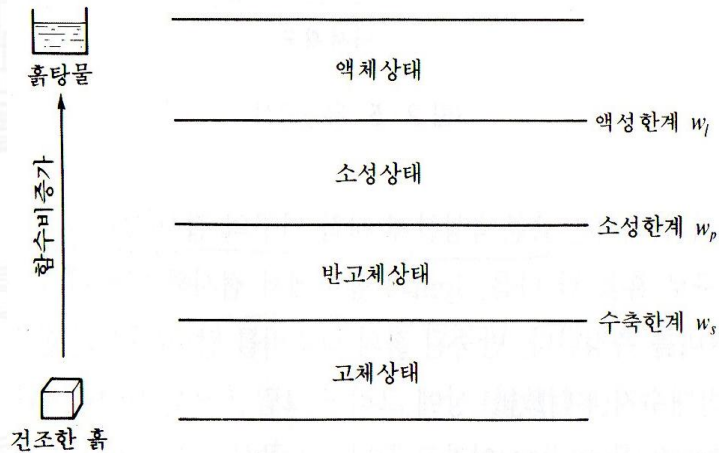 흙탕물
액체상태
액성한계 w_l
소성상태
함수비증가
소성한계 w_p
반고체상태
수축한계 w_s
고체상태
건조한 흙